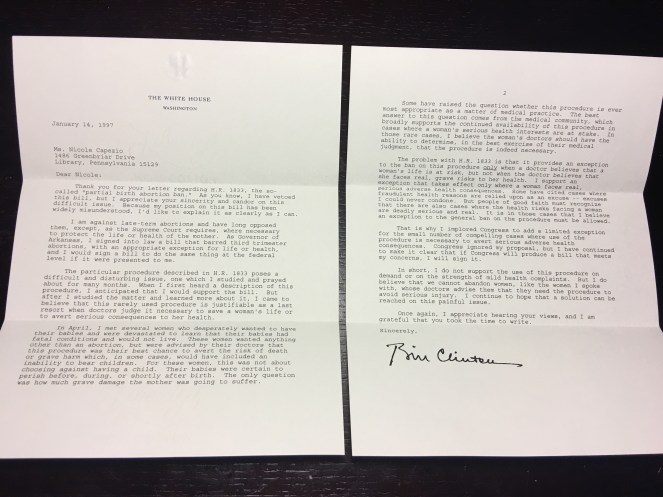 THE WHITE HOUSE
WASHINGTON
January 14, 1997
Ms. Nicole Caperio
1486 Greenbriar Drive
Library, Pennsylvania 15129
Dear Nicole:
Thank you for your letter regarding H.R. 1833, the so-
called "partial birth abortion ban." As you know, I have vetoed
this bill, but I appreciate your sincerity and candor on this
difficult issue. Because my position on this bill has been
widely misunderstood, I'd like to explain it as clearly as I can.
I am against late-term abortions and have long opposed
them, except, as the Supreme Court requires, where necessary
to protect the life or health of the mother. As Governor of
Arkansas, I signed into law a bill that barred third trimester
abortions, with an appropriate exception for life or health,
and I would sign a bill to do the same thing at the federal
level if it were presented to me.
The particular procedure described in H.R. 1833 poses a
difficult and disturbing issue, one which I studied and prayed
about for many months. When I first heard a description of this
procedure, I anticipated that I would support the bill. But
after I studied the matter and learned more about it, I came to
believe that this rarely used procedure is justifiable as a last
resort when doctors judge it necessary to save a woman's life or
to avert serious consequences to her health.
In April, I met several women who desperately wanted to have
their babies and were devastated to learn that their babies had
fatal conditions and would not live. These women wanted anything
other than an abortion, but were advised by their doctors that
this procedure was their best chance to avert the risk of death
or grave harm which, in some cases, would have included an
inability to bear children. For these women, this was not about
choosing against having a child. Their babies were certain to
perish before, during, or shortly after birth. The only question
was how much grave damage the mother was going to suffer.
2
Some have raised the question whether this procedure is ever
most appropriate as a matter of medical practice. The best
answer to this question comes from the medical community, which
broadly supports the continued availability of this procedure in
cases where a woman's serious health interests are at stake. In
those rare cases, I believe the woman's doctors should have the
ability to determine, in the best exercise of their medical
judgment, that the procedure is indeed necessary.
The problem with H.R. 1833 is that it provides an exception
to the ban on this procedure only when a doctor believes that a
woman's life is at risk, but not when the doctor believes that
she faces real, grave risks to her health. I support an
exception that takes effect only where a woman faces real,
serious adverse health consequences. Some have cited cases where
fraudulent health reasons are relied upon as an excuse -- excuses
I could never condone. But people of good faith must recognize
that there are also cases where the health risks facing a woman
are deadly serious and real. It is in those cases that I believe
an exception to the general ban on the procedure must be allowed.
That is why I implored Congress to add a limited exception
for the small number of compelling cases where use of the
procedure is necessary to avert serious adverse health
consequences. Congress ignored my proposal, but I have continued
to make it clear that if Congress will produce a bill that meets
my concerns, I will sign it.
In short, I do not support the use of this procedure on
demand or on the strength of mild health complaints. But I do
believe that we cannot abandon women, like the women I spoke
with, whose doctors advise them that they need the procedure to
avoid serious injury. I continue to hope that a solution can be
reached on this painful issue.
Once again, I appreciate hearing your views, and I am
grateful that you took the time to write.
Sincerely,
Bill Clinton